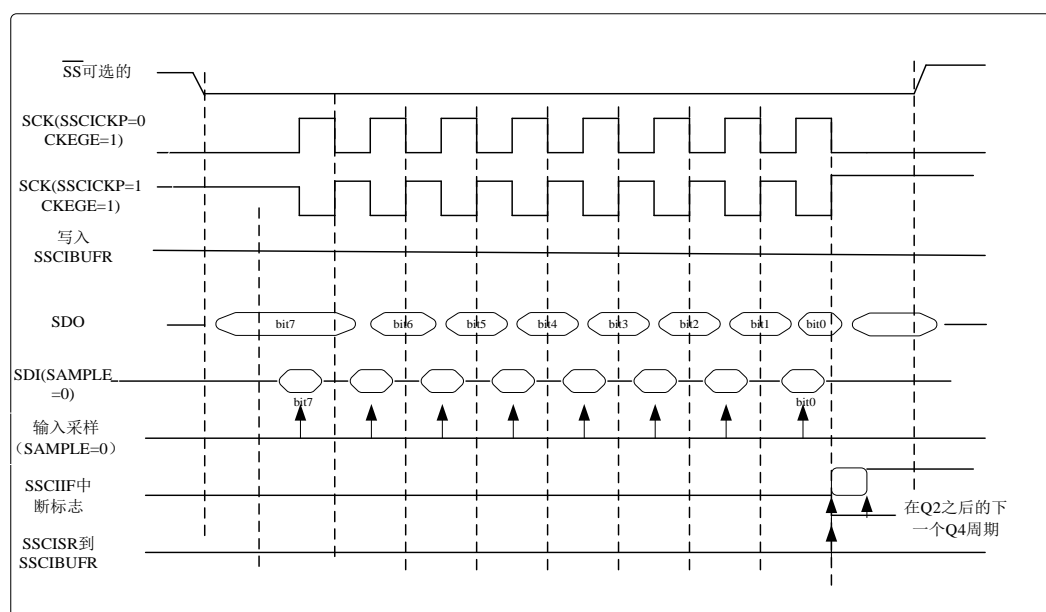 SS可选的
SCK(SSCICKP=0
CKEGE=1)
SCK(SSCICKP=1
CKEGE=1)
写入
SSCIBUFR
SDO
bit7
bit6
bit5
bit4
bit3
bit2
bit1
bit0
SDI(SAMPLE
=0)
bit7
bit0
输入采样
（SAMPLE=0）
SSCIIF中
断标志
在Q2之后的下
一个Q4周期
SSCISR到
SSCIBUFR